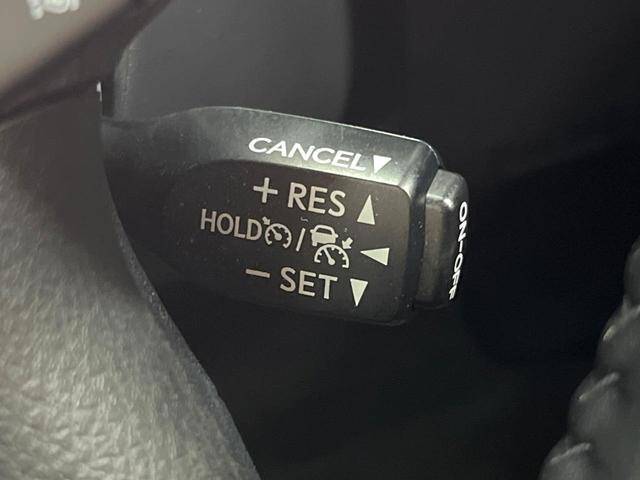 CANCEL▼
+ RES ▲
HOLD / ◀
− SET ▼
ON-OFF